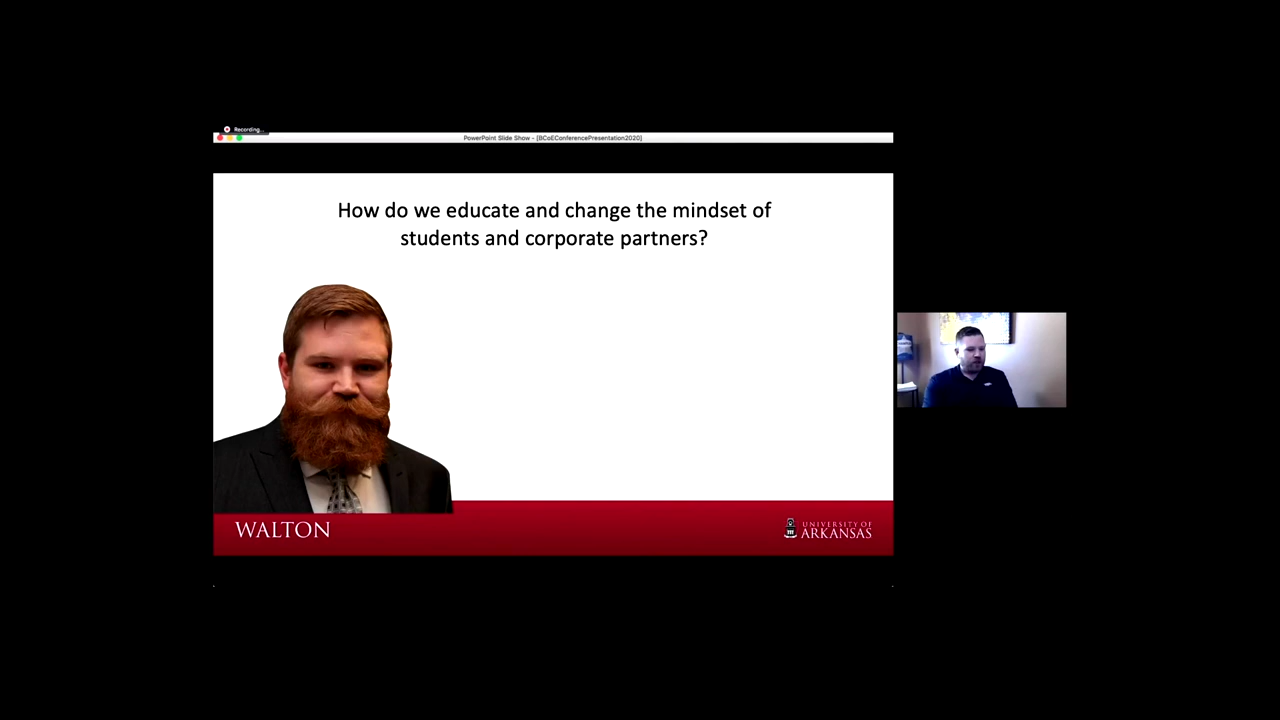 Recording...
PowerPoint Slide Show - [BCoEConferencePresentation2020]
How do we educate and change the mindset of
students and corporate partners?
WALTON
UNIVERSITY OF
ARKANSAS